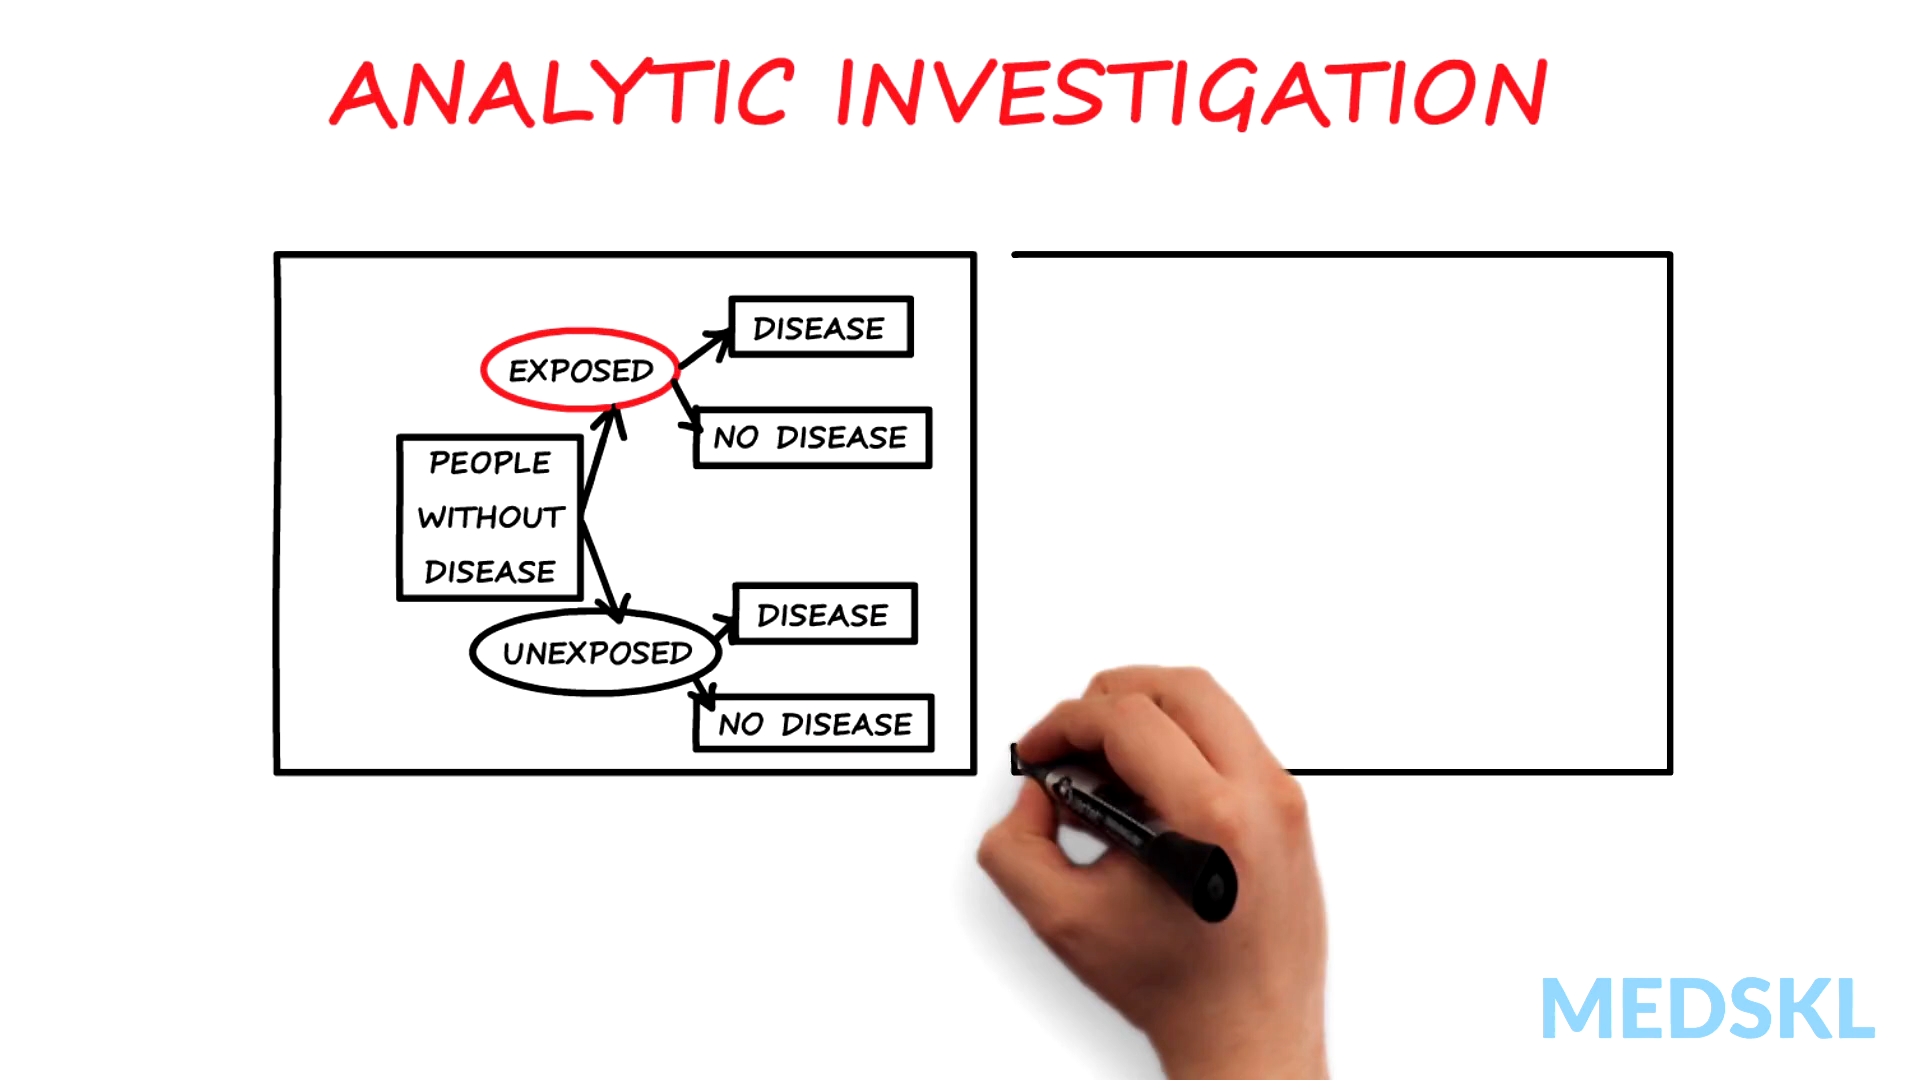 ANALYTIC INVESTIGATION
DISEASE
EXPOSED
NO DISEASE
PEOPLE
WITHOUT
DISEASE
DISEASE
UNEXPOSED
NO DISEASE
MEDSKL